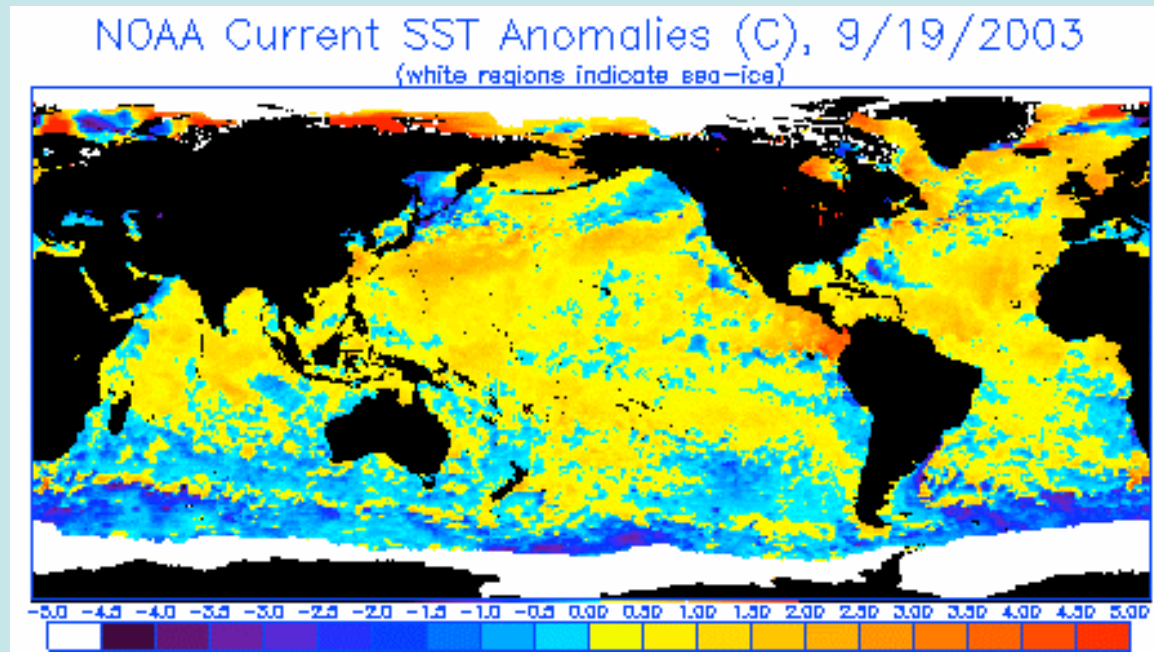 NOAA Current SST Anomalies (C), 9/19/2003
(white regions indicate sea-ice)
-5.0 -4.5 -4.0 -3.5 -3.0 -2.5 -2.0 -1.5 -1.0 -0.5 0.00 0.50 1.00 1.50 2.00 2.50 3.00 3.50 4.00 4.50 5.00